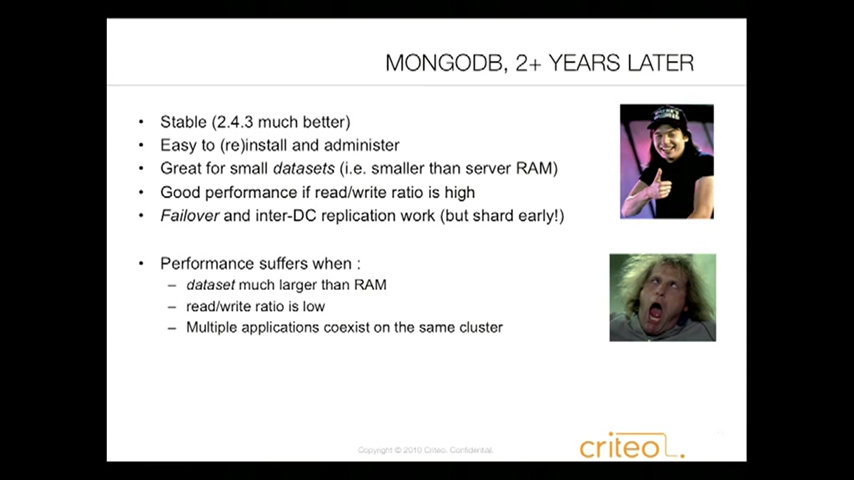 MONGODB, 2+ YEARS LATER
• Stable (2.4.3 much better)
• Easy to (re)install and administer
• Great for small datasets (i.e. smaller than server RAM)
• Good performance if read/write ratio is high
• Failover and inter-DC replication work (but shard early!)
• Performance suffers when :
– dataset much larger than RAM
– read/write ratio is low
– Multiple applications coexist on the same cluster
Copyright © 2010 Criteo. Confidential.
criteo